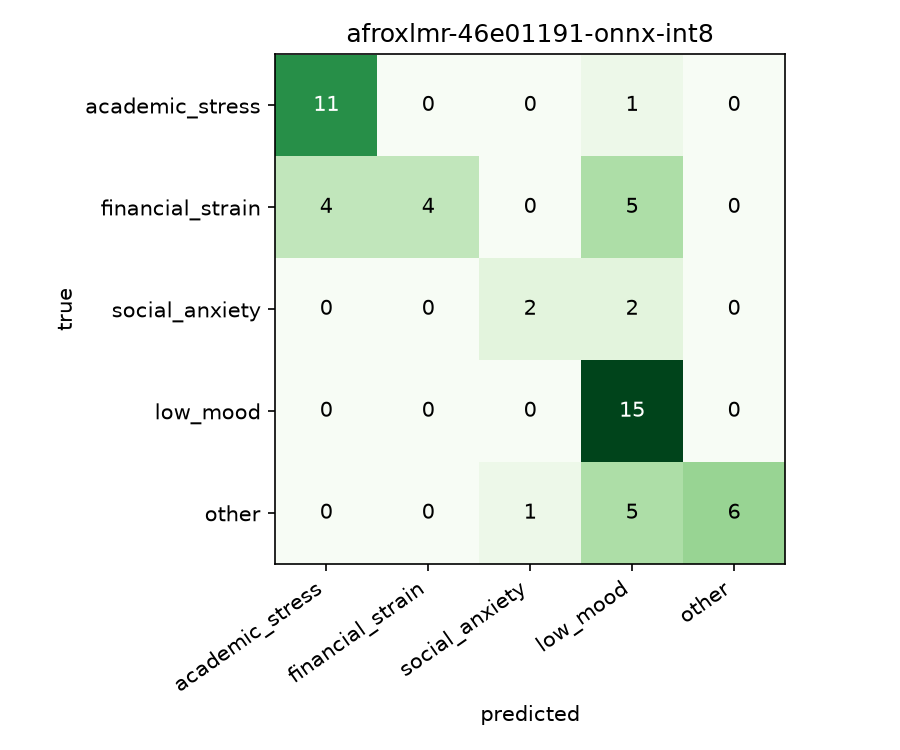 afroxlmr-46e01191-onnx-int8
academic_stress 11 0 0 1 0
financial_strain 4 4 0 5 0
social_anxiety 0 0 2 2 0
low_mood 0 0 0 15 0
other 0 0 1 5 6
true
academic_stress financial_strain social_anxiety low_mood other
predicted